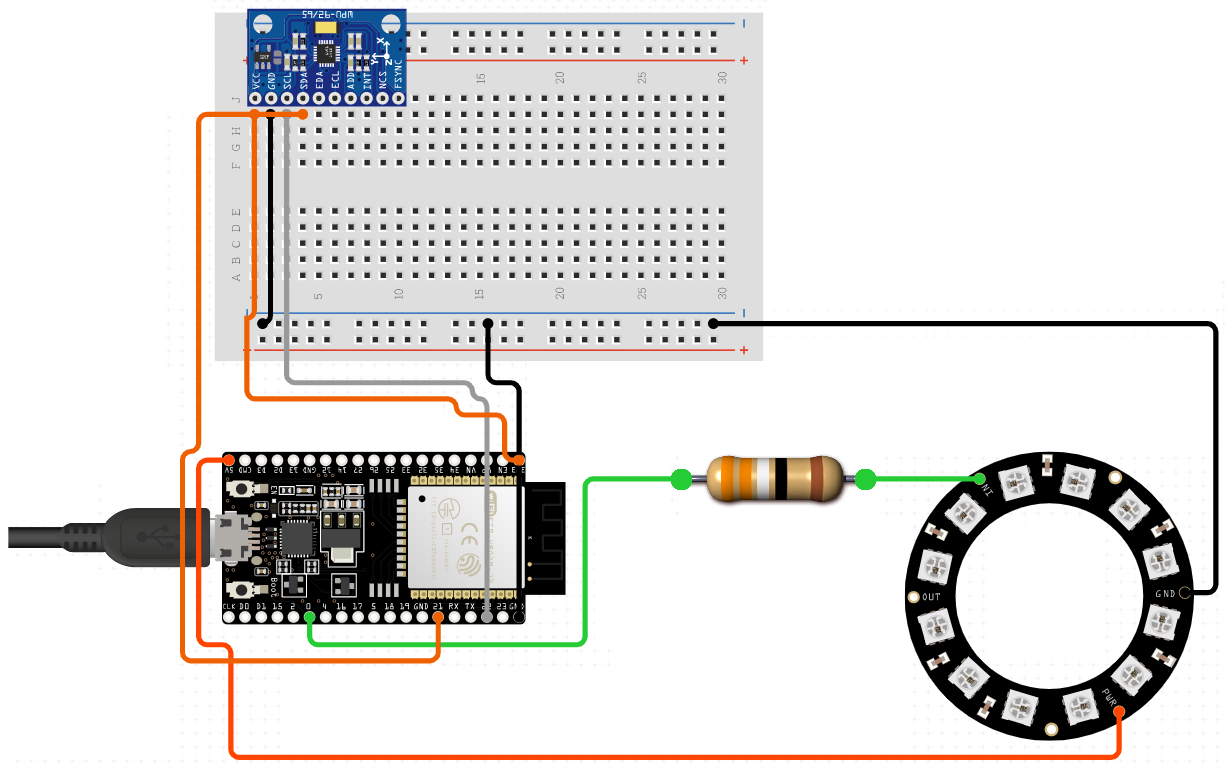 MPU-92/65
VCC GND SCL SDA EDA ECL ADD INT NCS FSYNC
X
Y
Z
- -
+ +
15 20 25 30
J
H
G
F
E
D
C
B
A
5 10 15 20 25 30
- -
+ +
5V CMD D3 D2 13 GND 12 14 27 26 25 33 32 35 34 VN VP EN 3V3
EN
Boot
CLK D0 D1 15 2 0 4 16 17 5 18 19 GND 21 RX TX 22 23 GND
IN
OUT
GND
PWR